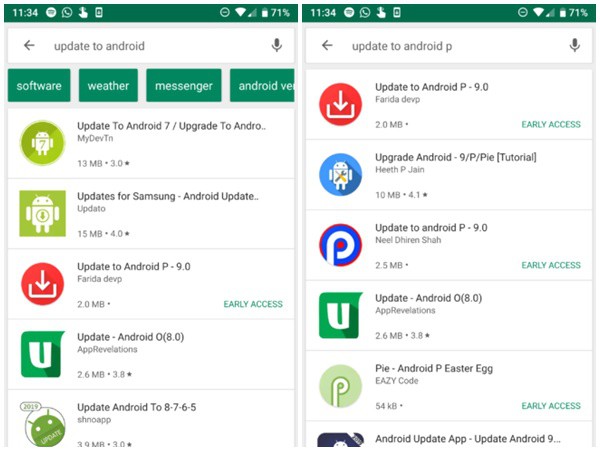 11:34
71%
update to android
software
weather
messenger
android ver
Update To Android 7 / Upgrade To Andro..
MyDevTn
13 MB • 3.0 ★
Updates for Samsung - Android Update..
Updato
15 MB • 4.0 ★
Update to Android P - 9.0
Farida devp
2.0 MB •
EARLY ACCESS
Update - Android O(8.0)
AppRevelations
2.6 MB • 3.8 ★
2019
UPDATE
Update Android To 8-7-6-5
shnoapp
3.9 MB • 3.0 ★
11:34
71%
update to android p
Update to Android P - 9.0
Farida devp
2.0 MB •
EARLY ACCESS
Upgrade Android - 9/P/Pie [Tutorial]
Heeth P Jain
10 MB • 4.1 ★
Update to android P - 9.0
Neel Dhiren Shah
2.5 MB •
EARLY ACCESS
Update - Android O(8.0)
AppRevelations
2.6 MB • 3.8 ★
Pie - Android P Easter Egg
EAZY Code
54 kB •
EARLY ACCESS
Android Update App - Update Android 9...